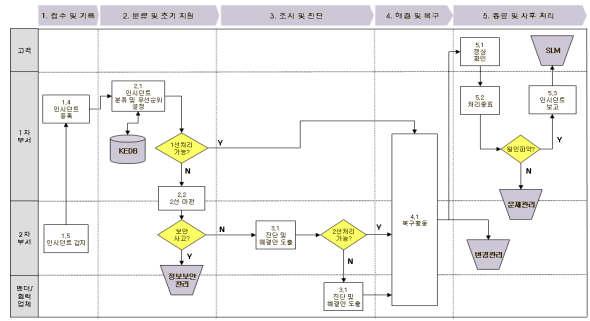 1. 접수 및 기록
2. 분류 및 초기 지원
3. 조사 및 진단
4. 해결 및 복구
5. 종료 및 사후 처리
고객
5.1
정상
확인
SLM
1차
부서
1.4
인시던트
등록
2.1
인시던트
분류 및 우선순위
설정
KEDB
1선처리
가능?
Y
N
2.2
2선 이전
5.2
처리종료
5.3
인시던트
보고
원인파악?
Y
N
문제관리
2차
부서
1.5
인시던트 감지
보안
사고?
N
Y
정보보안
관리
3.1
진단 및
해결안 도출
2선처리
가능?
Y
N
4.1
복구활동
변경관리
벤더/
협력
업체
3.1
진단 및
해결안 도출